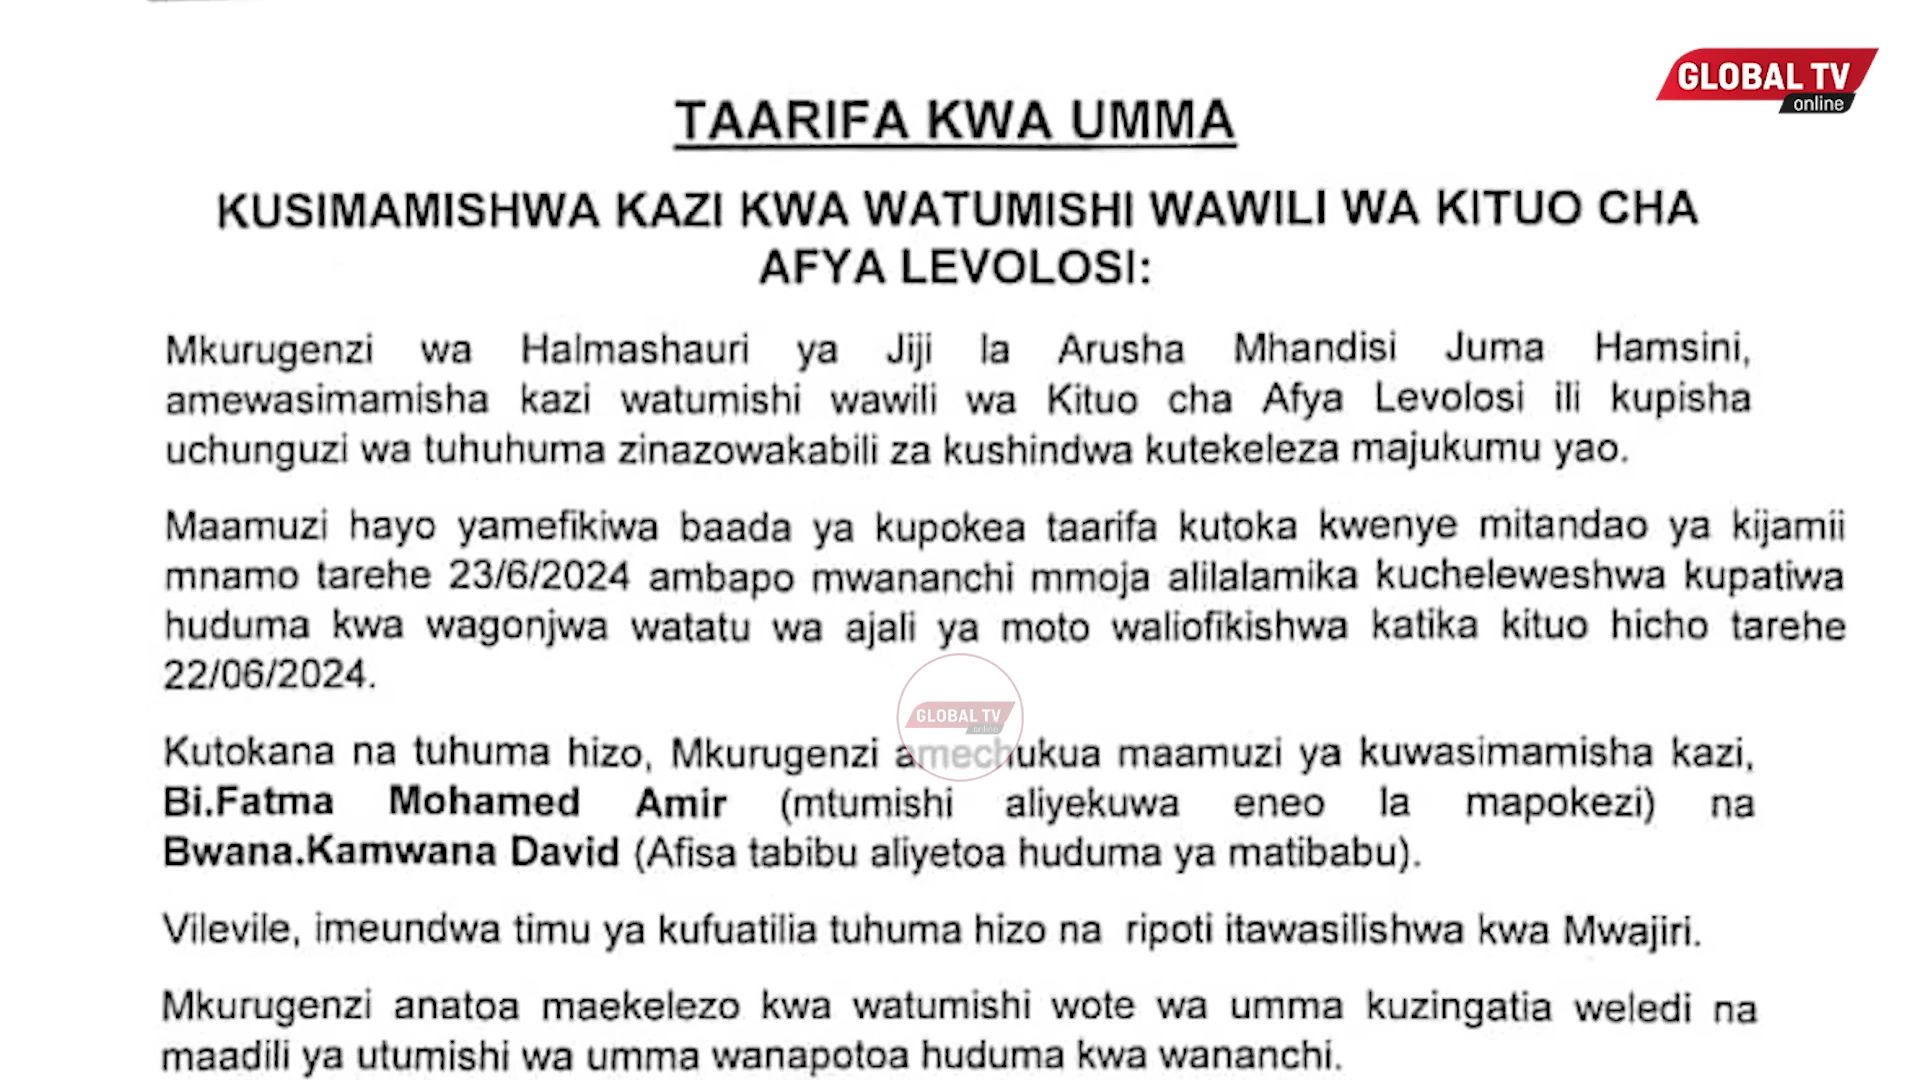 GLOBAL TV
online
TAARIFA KWA UMMA
KUSIMAMISHWA KAZI KWA WATUMISHI WAWILI WA KITUO CHA
AFYA LEVOLOSI:
Mkurugenzi wa Halmashauri ya Jiji la Arusha Mhandisi Juma Hamsini,
amewasimamisha kazi watumishi wawili wa Kituo cha Afya Levolosi ili kupisha
uchunguzi wa tuhuhuma zinazowakabili za kushindwa kutekeleza majukumu yao.
Maamuzi hayo yamefikiwa baada ya kupokea taarifa kutoka kwenye mitandao ya kijamii
mnamo tarehe 23/6/2024 ambapo mwananchi mmoja alilalamika kucheleweshwa kupatiwa
huduma kwa wagonjwa watatu wa ajali ya moto waliofikishwa katika kituo hicho tarehe
22/06/2024.
GLOBAL TV
online
Kutokana na tuhuma hizo, Mkurugenzi amechukua maamuzi ya kuwasimamisha kazi,
Bi.Fatma Mohamed Amir (mtumishi aliyekuwa eneo la mapokezi) na
Bwana.Kamwana David (Afisa tabibu aliyetoa huduma ya matibabu).
Vilevile, imeundwa timu ya kufuatilia tuhuma hizo na ripoti itawasilishwa kwa Mwajiri.
Mkurugenzi anatoa maekelezo kwa watumishi wote wa umma kuzingatia weledi na
maadili ya utumishi wa umma wanapotoa huduma kwa wananchi.